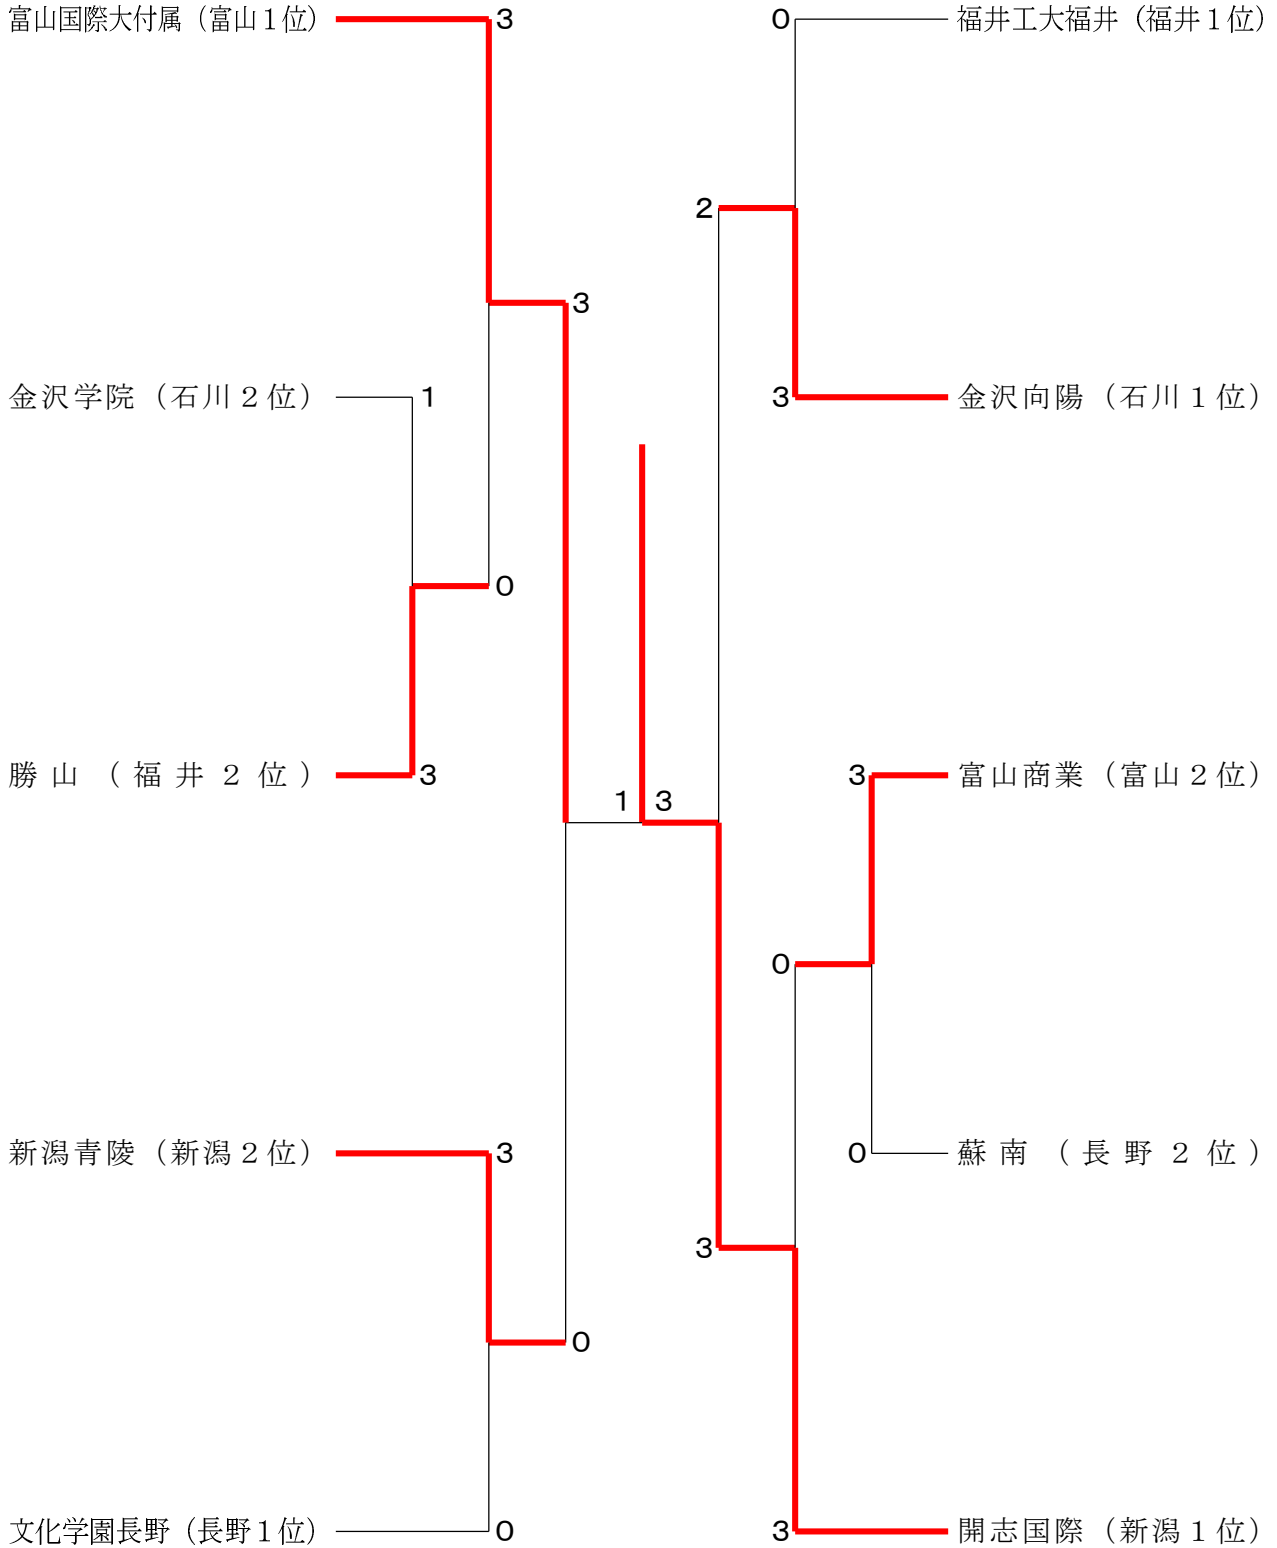 富山国際大付属（富山１位）
3
0
福井工大福井（福井１位）
2
3
金沢学院（石川２位）
1
3
金沢向陽（石川１位）
0
勝山（福井２位）
3
1
3
3
富山商業（富山２位）
0
新潟青陵（新潟２位）
3
0
蘇南（長野２位）
3
0
文化学園長野（長野１位）
0
3
開志国際（新潟１位）